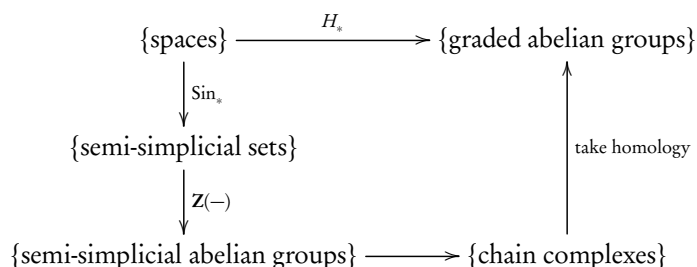 {spaces} H_* {graded abelian groups}
Sin_*
{semi-simplicial sets} take homology
Z(−)
{semi-simplicial abelian groups} {chain complexes}